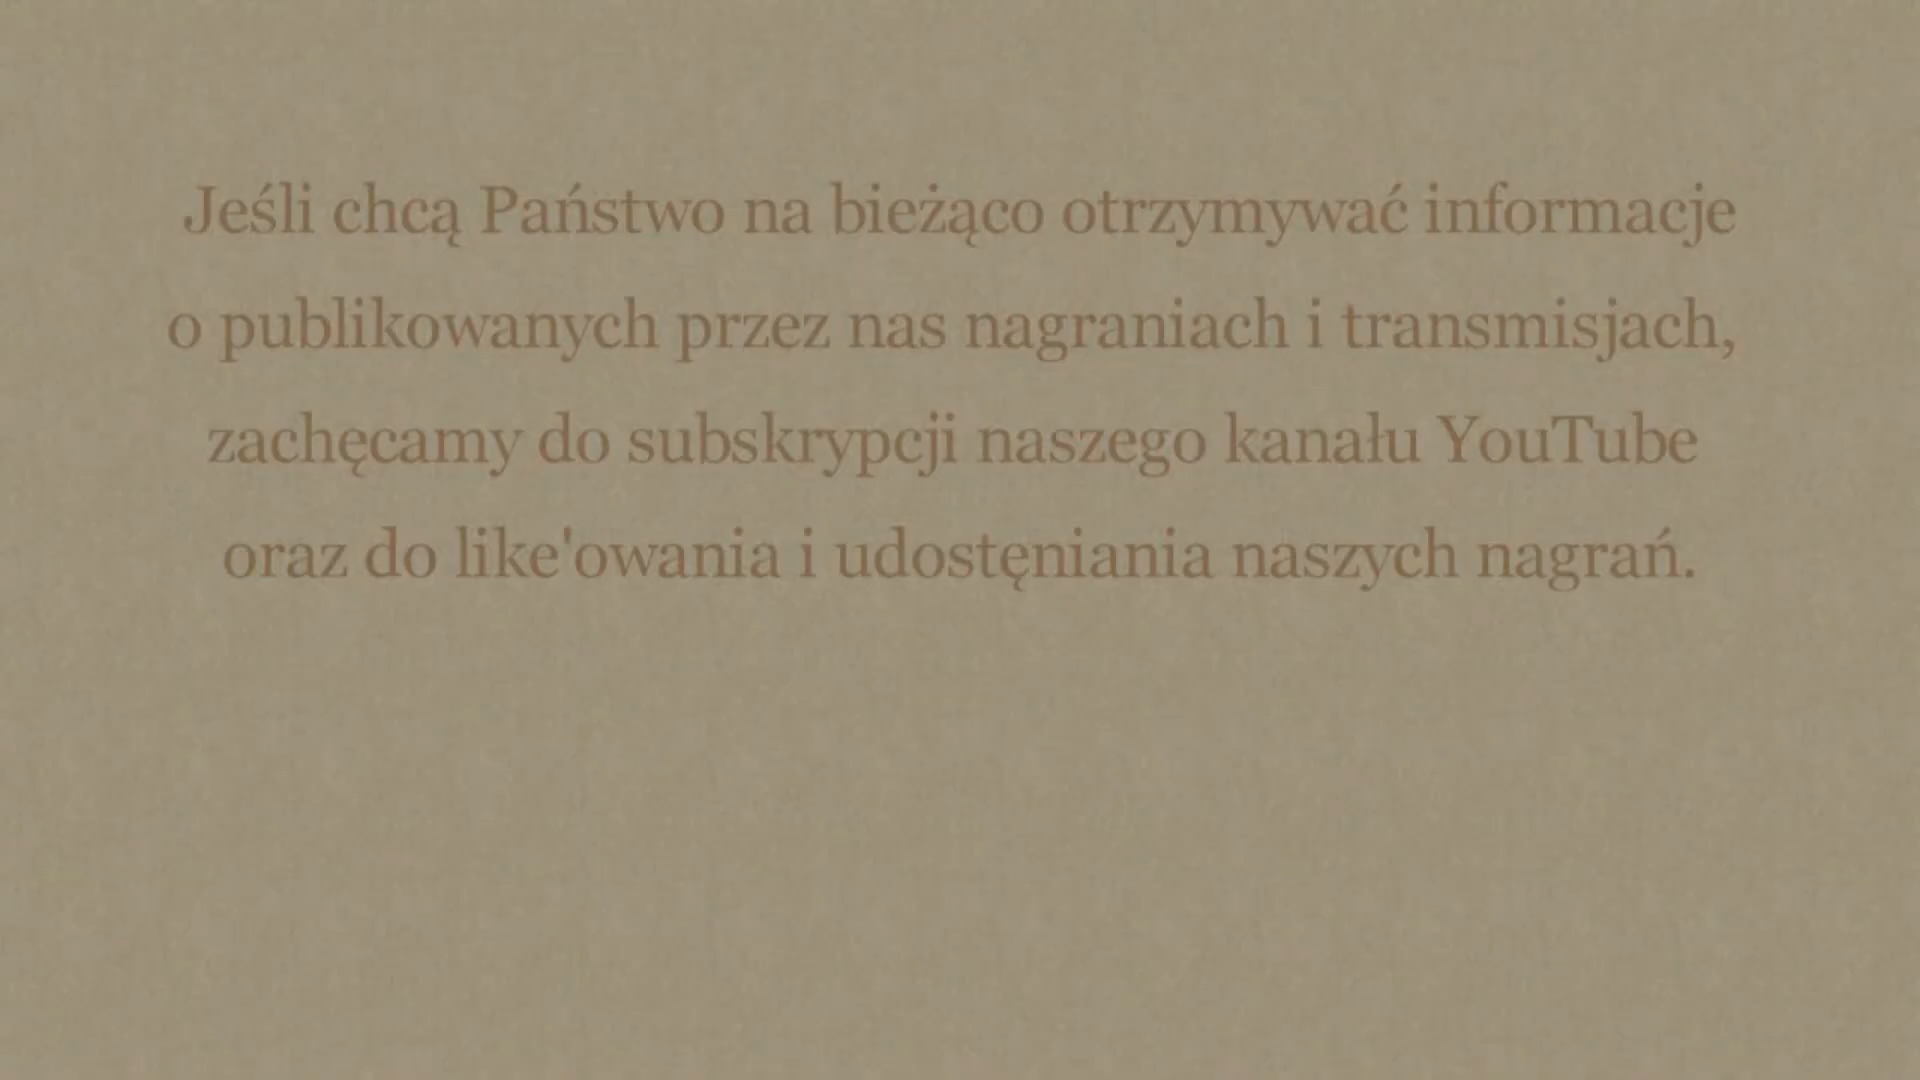 Jeśli chcą Państwo na bieżąco otrzymywać informacje
o publikowanych przez nas nagraniach i transmisjach,
zachęcamy do subskrypcji naszego kanału YouTube
oraz do like'owania i udostęniania naszych nagrań.